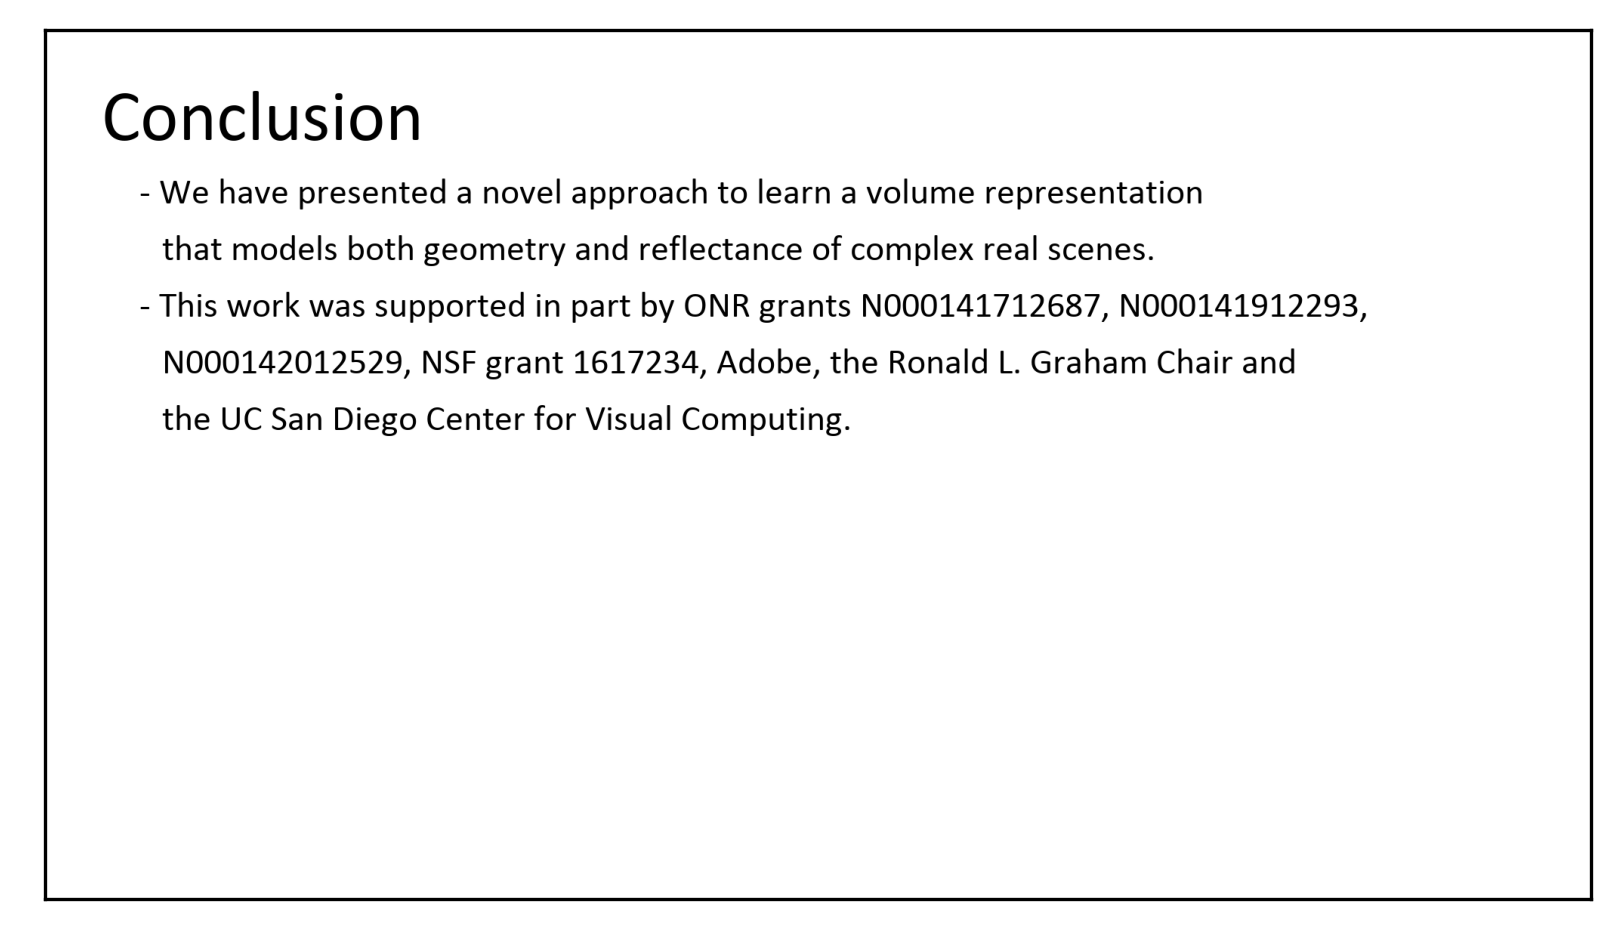 Conclusion
- We have presented a novel approach to learn a volume representation
that models both geometry and reflectance of complex real scenes.
- This work was supported in part by ONR grants N000141712687, N000141912293,
N000142012529, NSF grant 1617234, Adobe, the Ronald L. Graham Chair and
the UC San Diego Center for Visual Computing.